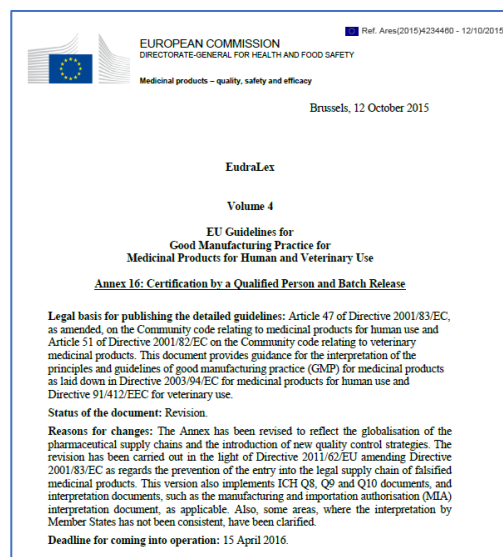 Ref. Ares(2015)4234460 - 12/10/2015
EUROPEAN COMMISSION
DIRECTORATE-GENERAL FOR HEALTH AND FOOD SAFETY
Medicinal products – quality, safety and efficacy
Brussels, 12 October 2015
EudraLex
Volume 4
EU Guidelines for
Good Manufacturing Practice for
Medicinal Products for Human and Veterinary Use
Annex 16: Certification by a Qualified Person and Batch Release
Legal basis for publishing the detailed guidelines: Article 47 of Directive 2001/83/EC,
as amended, on the Community code relating to medicinal products for human use and
Article 51 of Directive 2001/82/EC on the Community code relating to veterinary
medicinal products. This document provides guidance for the interpretation of the
principles and guidelines of good manufacturing practice (GMP) for medicinal products
as laid down in Directive 2003/94/EC for medicinal products for human use and
Directive 91/412/EEC for veterinary use.
Status of the document: Revision.
Reasons for changes: The Annex has been revised to reflect the globalisation of the
pharmaceutical supply chains and the introduction of new quality control strategies. The
revision has been carried out in the light of Directive 2011/62/EU amending Directive
2001/83/EC as regards the prevention of the entry into the legal supply chain of falsified
medicinal products. This version also implements ICH Q8, Q9 and Q10 documents, and
interpretation documents, such as the manufacturing and importation authorisation (MIA)
interpretation document, as applicable. Also, some areas, where the interpretation by
Member States has not been consistent, have been clarified.
Deadline for coming into operation: 15 April 2016.